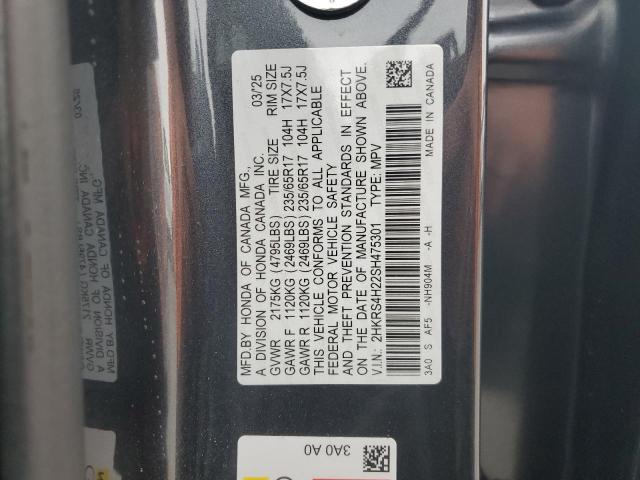 MFD.BY HONDA OF CANADA MFG., 03/25
A DIVISION OF HONDA CANADA INC.
GVWR 2175KG (4795LBS) TIRE SIZE RIM SIZE
GAWR F 1120KG (2469LBS) 235/65R17 104H 17X7.5J
GAWR R 1120KG (2469LBS) 235/65R17 104H 17X7.5J
THIS VEHICLE CONFORMS TO ALL APPLICABLE
FEDERAL MOTOR VEHICLE SAFETY
AND THEFT PREVENTION STANDARDS IN EFFECT
ON THE DATE OF MANUFACTURE SHOWN ABOVE.
V.I.N.: 2HKRS4H22SH475301 TYPE: MPV
3A0 S AF5 -NH904M -A -H MADE IN CANADA
3A0 A0